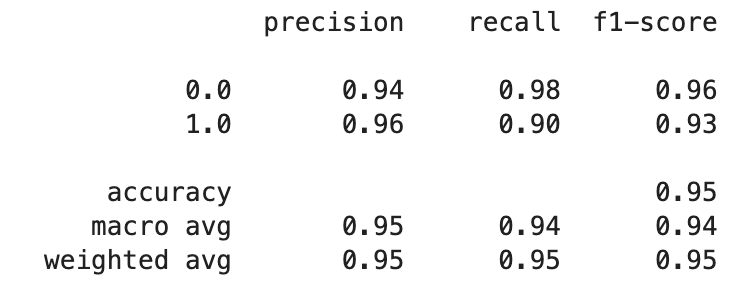 precision recall f1-score
0.0 0.94 0.98 0.96
1.0 0.96 0.90 0.93
accuracy 0.95
macro avg 0.95 0.94 0.94
weighted avg 0.95 0.95 0.95